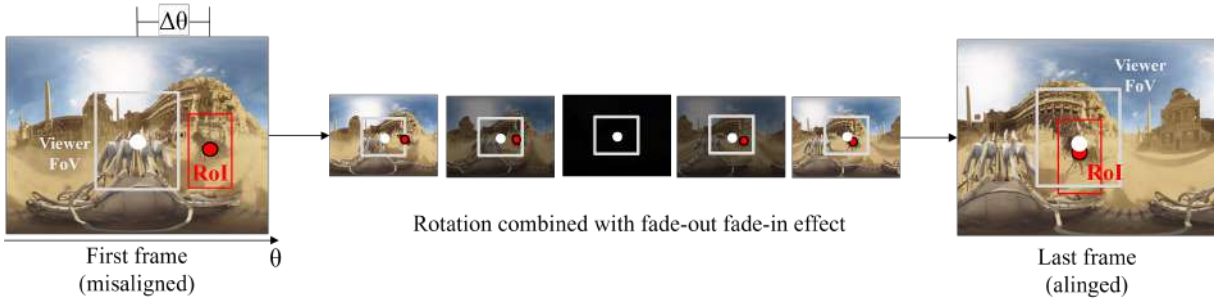 Δθ
Viewer
FoV
RoI
First frame
(misaligned)
θ
Rotation combined with fade-out fade-in effect
Viewer
FoV
RoI
Last frame
(alinged)